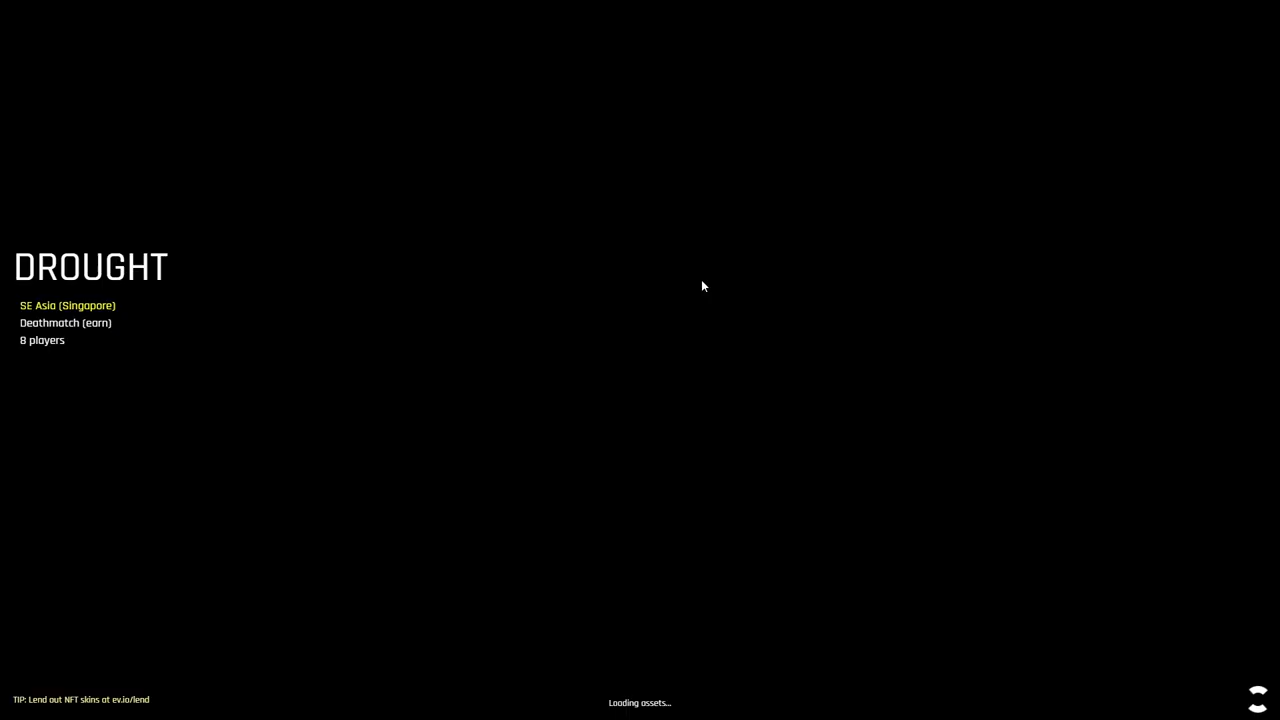 DROUGHT
SE Asia (Singapore)
Deathmatch (earn)
8 players
TIP: Lend out NFT skins at ev.io/lend
Loading assets...